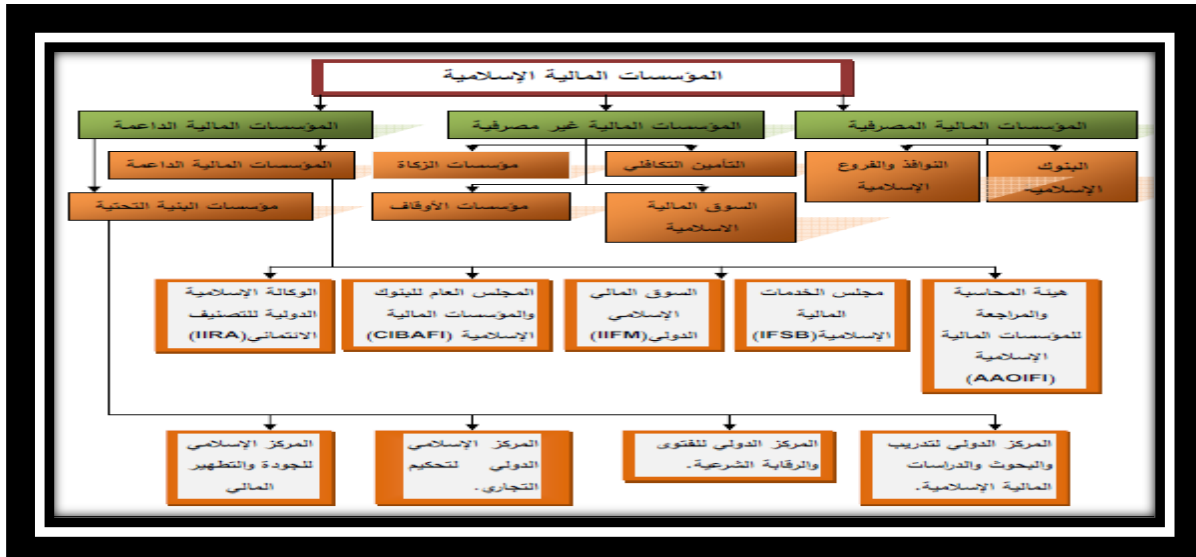 المؤسسات المالية الإسلامية
المؤسسات المالية المصرفية
المؤسسات المالية غير مصرفية
المؤسسات المالية الداعمة
البنوك
الإسلامية
النوافذ والفروع
الإسلامية
التأمين التكافلي
مؤسسات الزكاة
المؤسسات المالية الداعمة
السوق المالية
الاسلامية
مؤسسات الأوقاف
مؤسسات البنية التحتية
هيئة المحاسبة
والمراجعة
للمؤسسات المالية
الإسلامية
(AAOIFI)
مجلس الخدمات
المالية
الإسلامية(IFSB)
السوق المالي
الإسلامي
الدولي(IIFM)
المجلس العام للبنوك
والمؤسسات المالية
الإسلامية (CIBAFI)
الوكالة الإسلامية
الدولية للتصنيف
الائتماني(IIRA)
المركز الدولي لتدريب
والبحوث والدراسات
المالية الإسلامية.
المركز الدولي للفتوى
والرقابة الشرعية.
المركز الإسلامي
الدولي لتحكيم
التجاري.
المركز الإسلامي
للجودة والتطهير
المالي